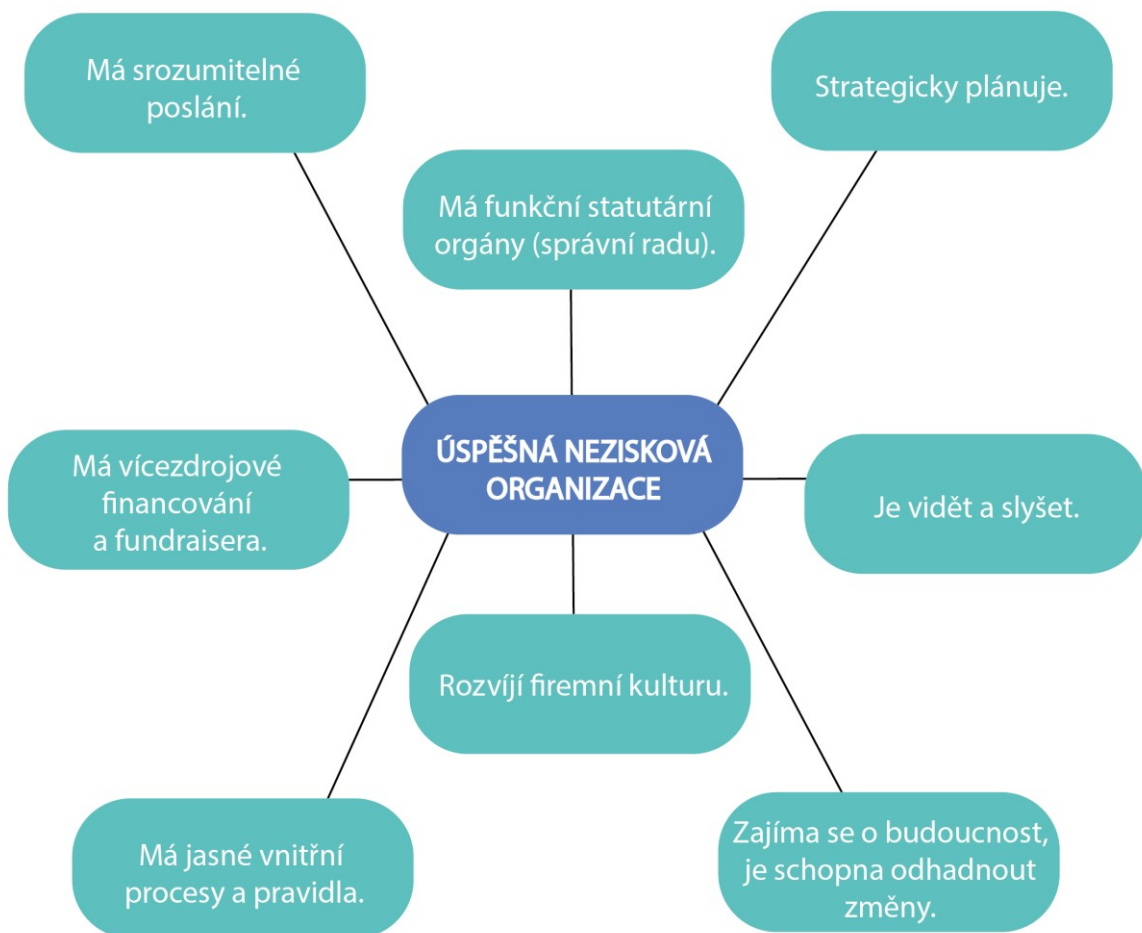 Má srozumitelné
poslání.
Strategicky plánuje.
Má funkční statutární
orgány (správní radu).
ÚSPĚŠNÁ NEZISKOVÁ
ORGANIZACE
Má vícezdrojové
financování
a fundraisera.
Je vidět a slyšet.
Rozvíjí firemní kulturu.
Má jasné vnitřní
procesy a pravidla.
Zajíma se o budoucnost,
je schopna odhadnout
změny.